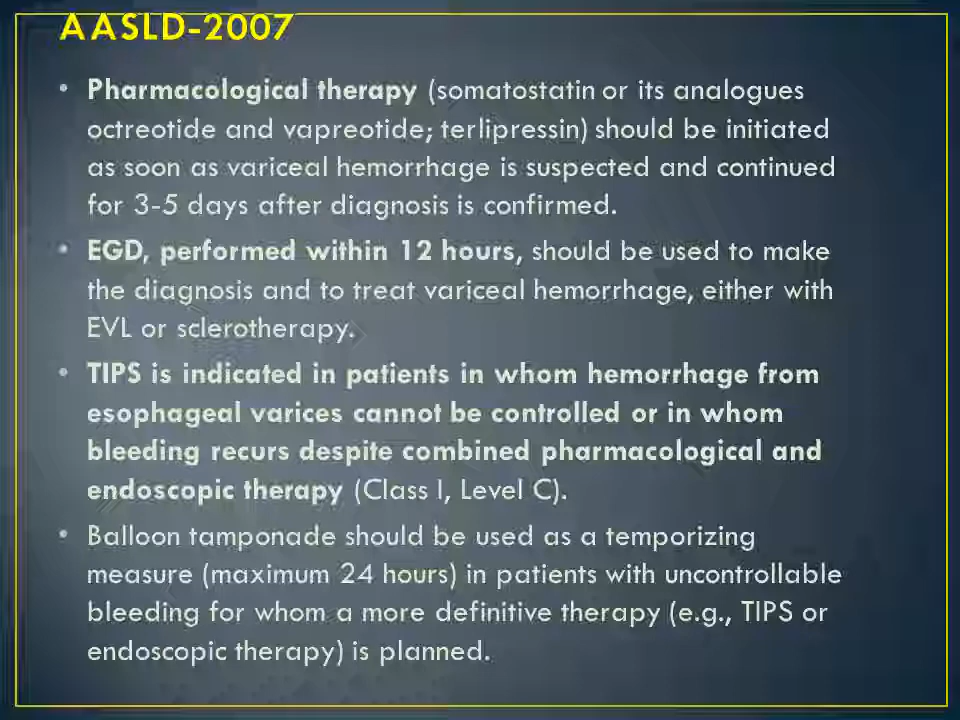 AASLD-2007
• Pharmacological therapy (somatostatin or its analogues
octreotide and vapreotide; terlipressin) should be initiated
as soon as variceal hemorrhage is suspected and continued
for 3-5 days after diagnosis is confirmed.
• EGD, performed within 12 hours, should be used to make
the diagnosis and to treat variceal hemorrhage, either with
EVL or sclerotherapy.
• TIPS is indicated in patients in whom hemorrhage from
esophageal varices cannot be controlled or in whom
bleeding recurs despite combined pharmacological and
endoscopic therapy (Class I, Level C).
• Balloon tamponade should be used as a temporizing
measure (maximum 24 hours) in patients with uncontrollable
bleeding for whom a more definitive therapy (e.g., TIPS or
endoscopic therapy) is planned.